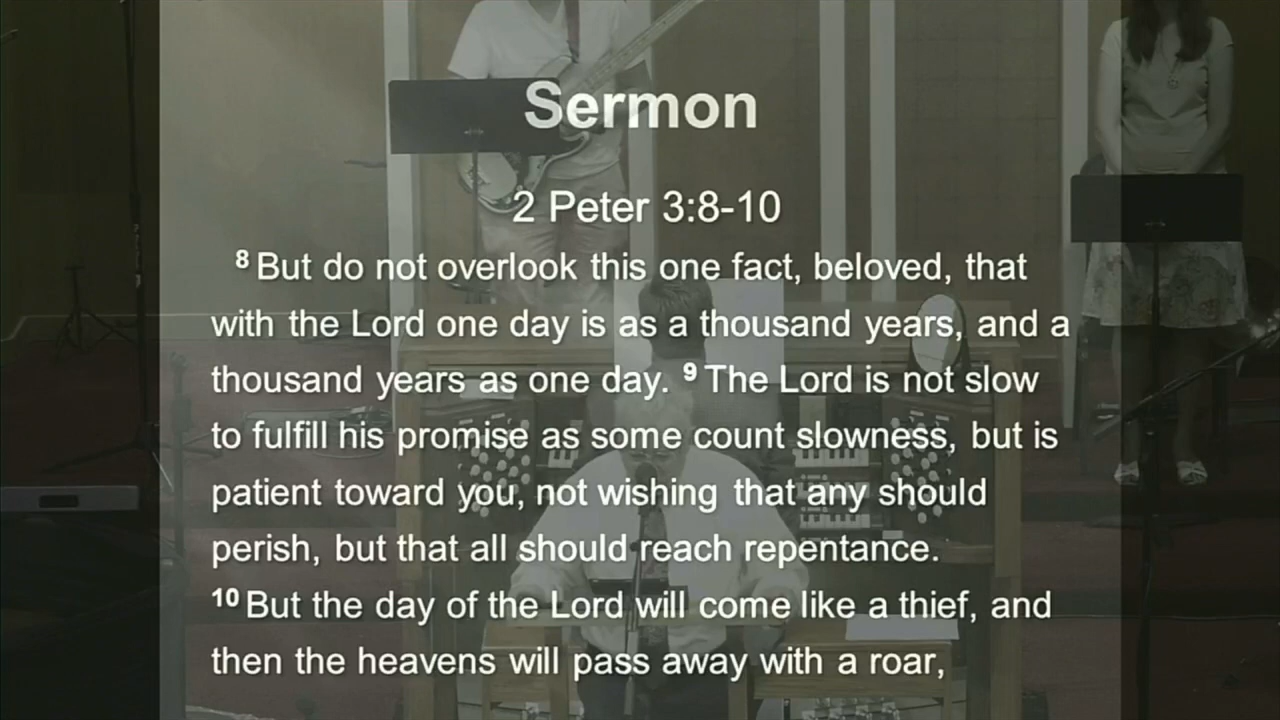 Sermon
2 Peter 3:8-10
8 But do not overlook this one fact, beloved, that
with the Lord one day is as a thousand years, and a
thousand years as one day. 9 The Lord is not slow
to fulfill his promise as some count slowness, but is
patient toward you, not wishing that any should
perish, but that all should reach repentance.
10 But the day of the Lord will come like a thief, and
then the heavens will pass away with a roar,